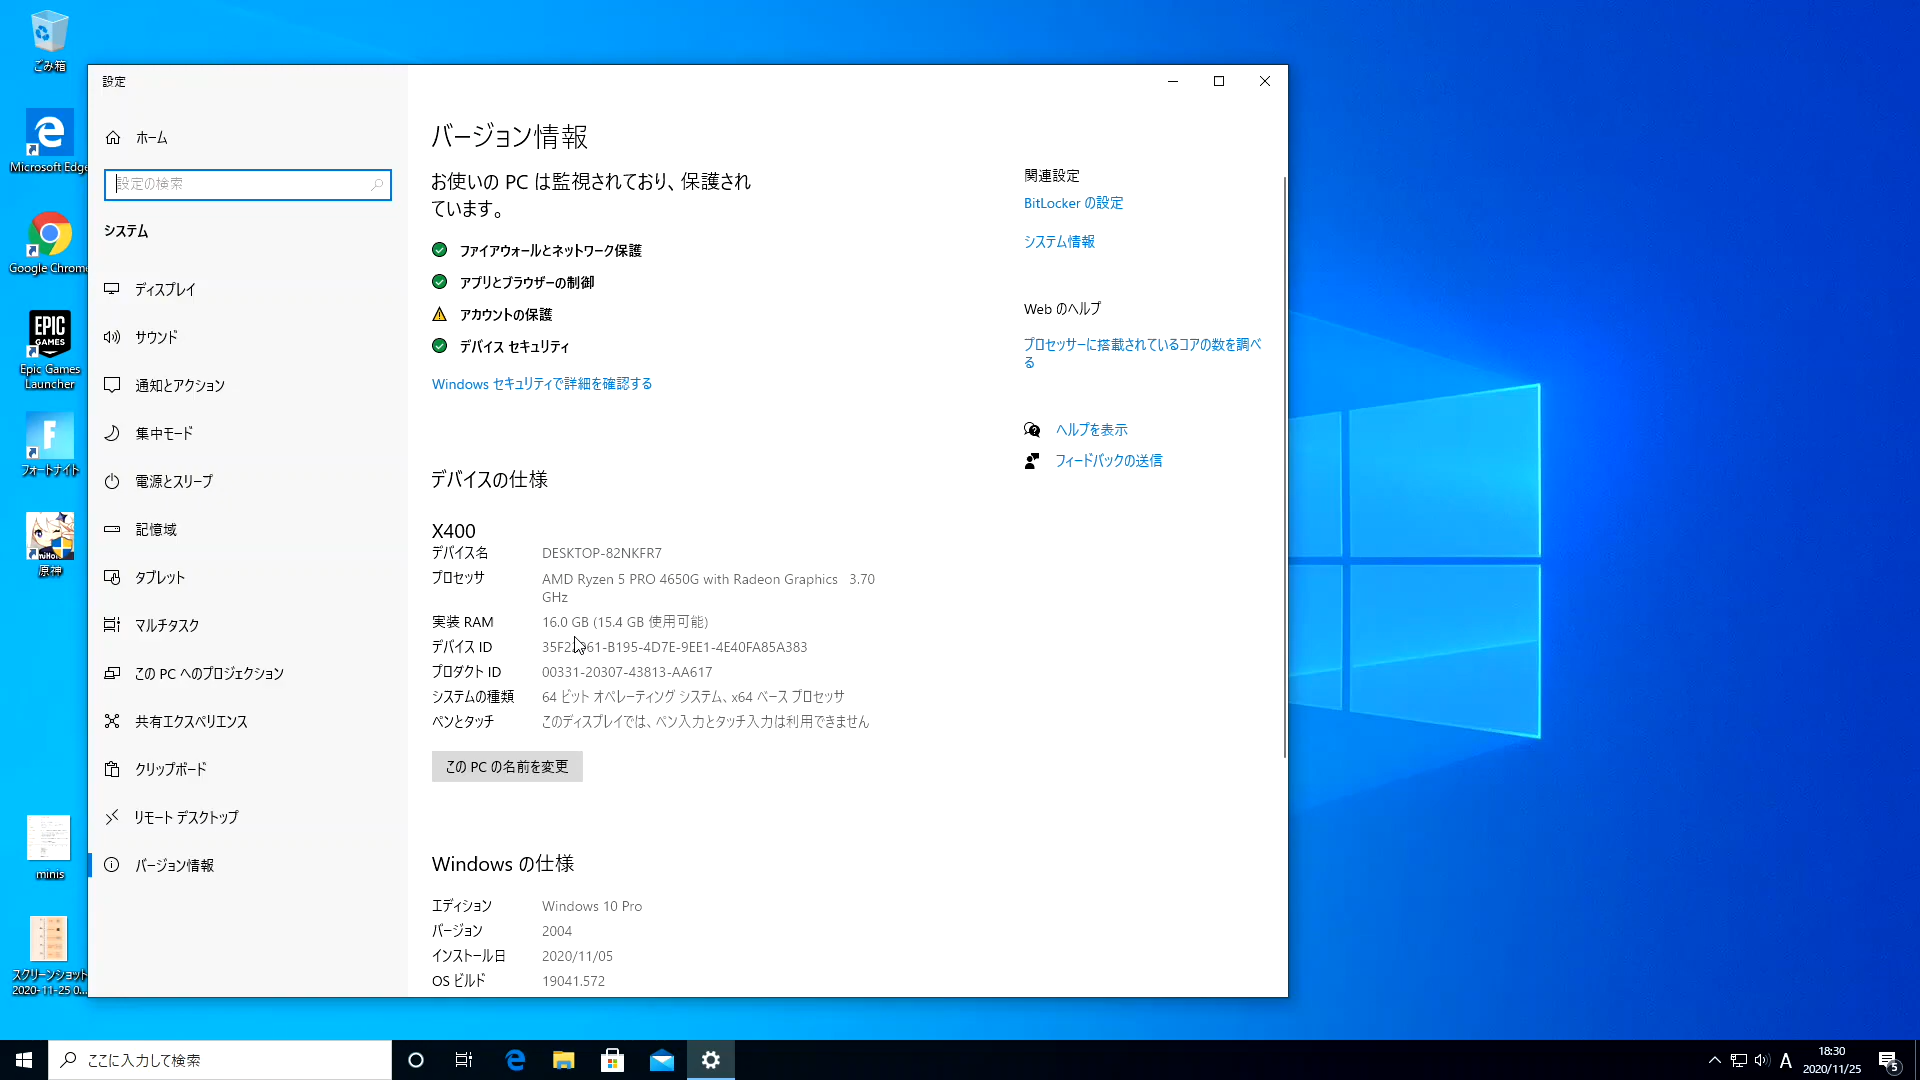 ごみ箱
Microsoft Edge
Google Chrome
EPIC
GAMES
Epic Games
Launcher
F
フォートナイト
原神
minis
スクリーンショット
2020-11-25 0...
設定
ホーム
設定の検索
システム
ディスプレイ
サウンド
通知とアクション
集中モード
電源とスリープ
記憶域
タブレット
マルチタスク
この PC へのプロジェクション
共有エクスペリエンス
クリップボード
リモート デスクトップ
バージョン情報
バージョン情報
お使いの PC は監視されており、保護され
ています。
ファイアウォールとネットワーク保護
アプリとブラウザーの制御
アカウントの保護
デバイス セキュリティ
Windows セキュリティで詳細を確認する
デバイスの仕様
X400
デバイス名 DESKTOP-82NKFR7
プロセッサ AMD Ryzen 5 PRO 4650G with Radeon Graphics 3.70
GHz
実装 RAM 16.0 GB (15.4 GB 使用可能)
デバイス ID
-B195-4D7E-9EE1-4E40FA85A383
プロダクト ID 00331-20307-43813-AA617
システムの種類 64 ビット オペレーティング システム、x64 ベース プロセッサ
ペンとタッチ このディスプレイでは、ペン入力とタッチ入力は利用できません
この PC の名前を変更
Windows の仕様
エディション Windows 10 Pro
バージョン 2004
インストール日 2020/11/05
OS ビルド 19041.572
関連設定
BitLocker の設定
システム情報
Web のヘルプ
プロセッサーに搭載されているコアの数を調べ
る
ヘルプを表示
フィードバックの送信
ここに入力して検索
A
18:30
2020/11/25
5